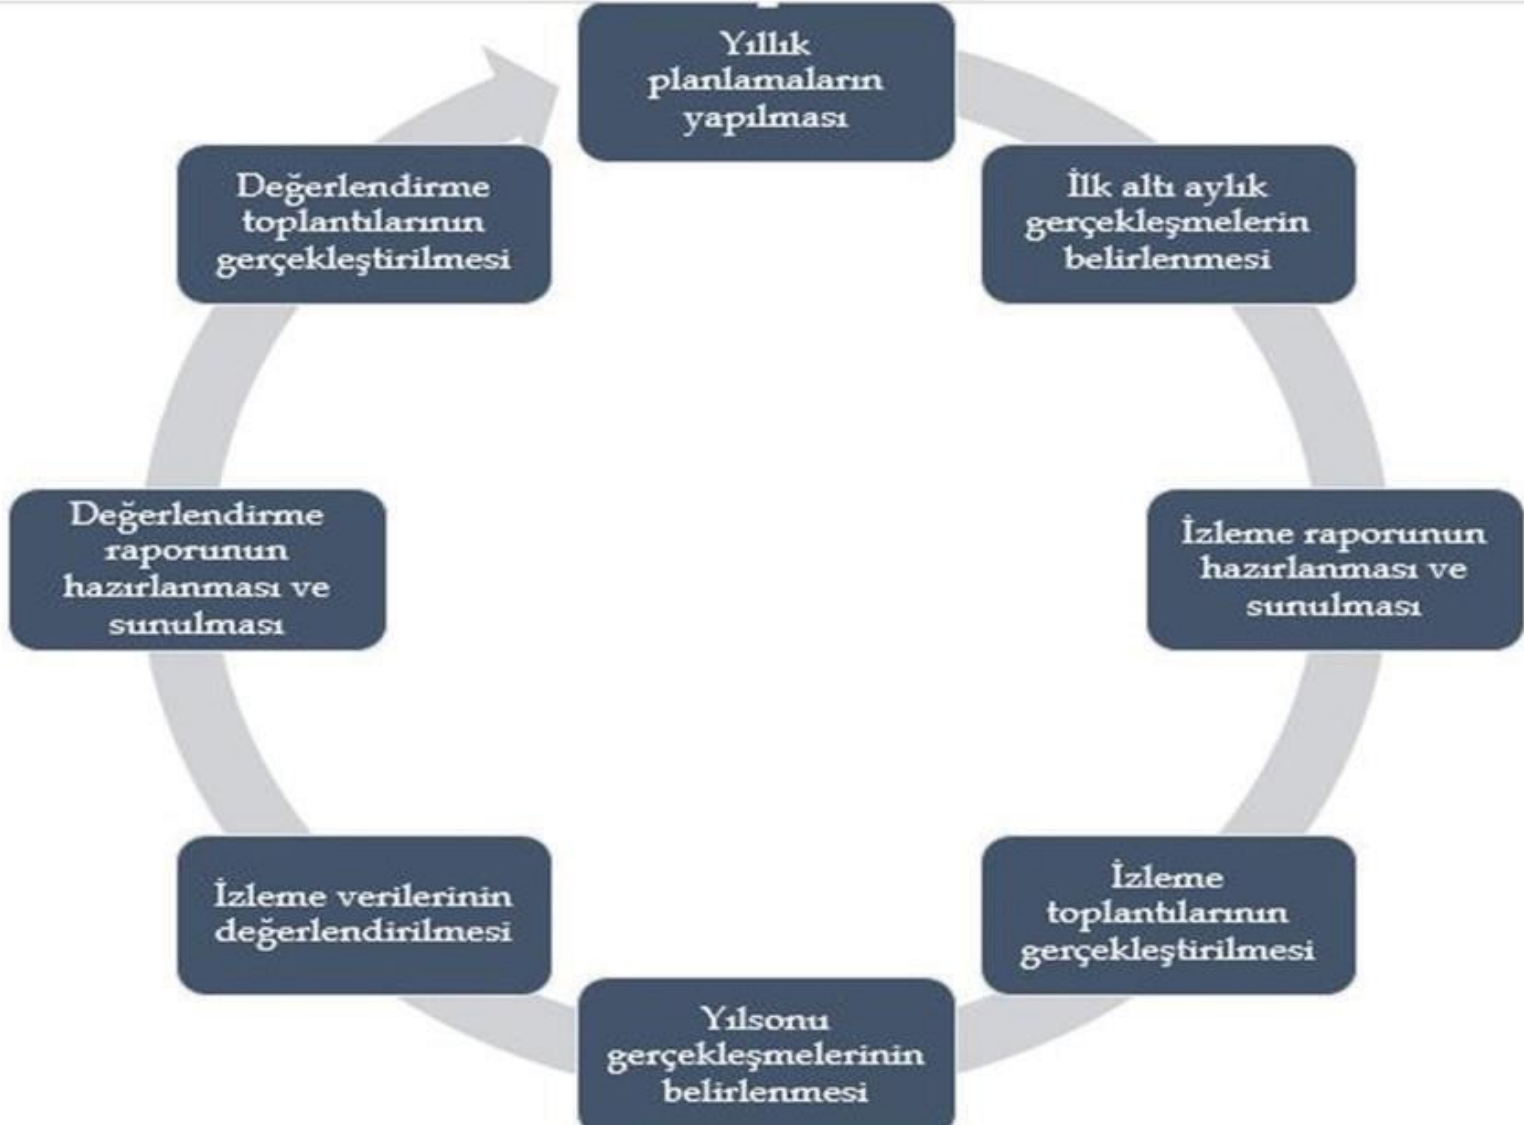 Yıllık
planlamaların
yapılması
İlk altı aylık
gerçekleşmelerin
belirlenmesi
İzleme raporunun
hazırlanması ve
sunulması
İzleme
toplantılarının
gerçekleştirilmesi
Yılsonu
gerçekleşmelerinin
belirlenmesi
İzleme verilerinin
değerlendirilmesi
Değerlendirme
raporunun
hazırlanması ve
sunulması
Değerlendirme
toplantılarının
gerçekleştirilmesi